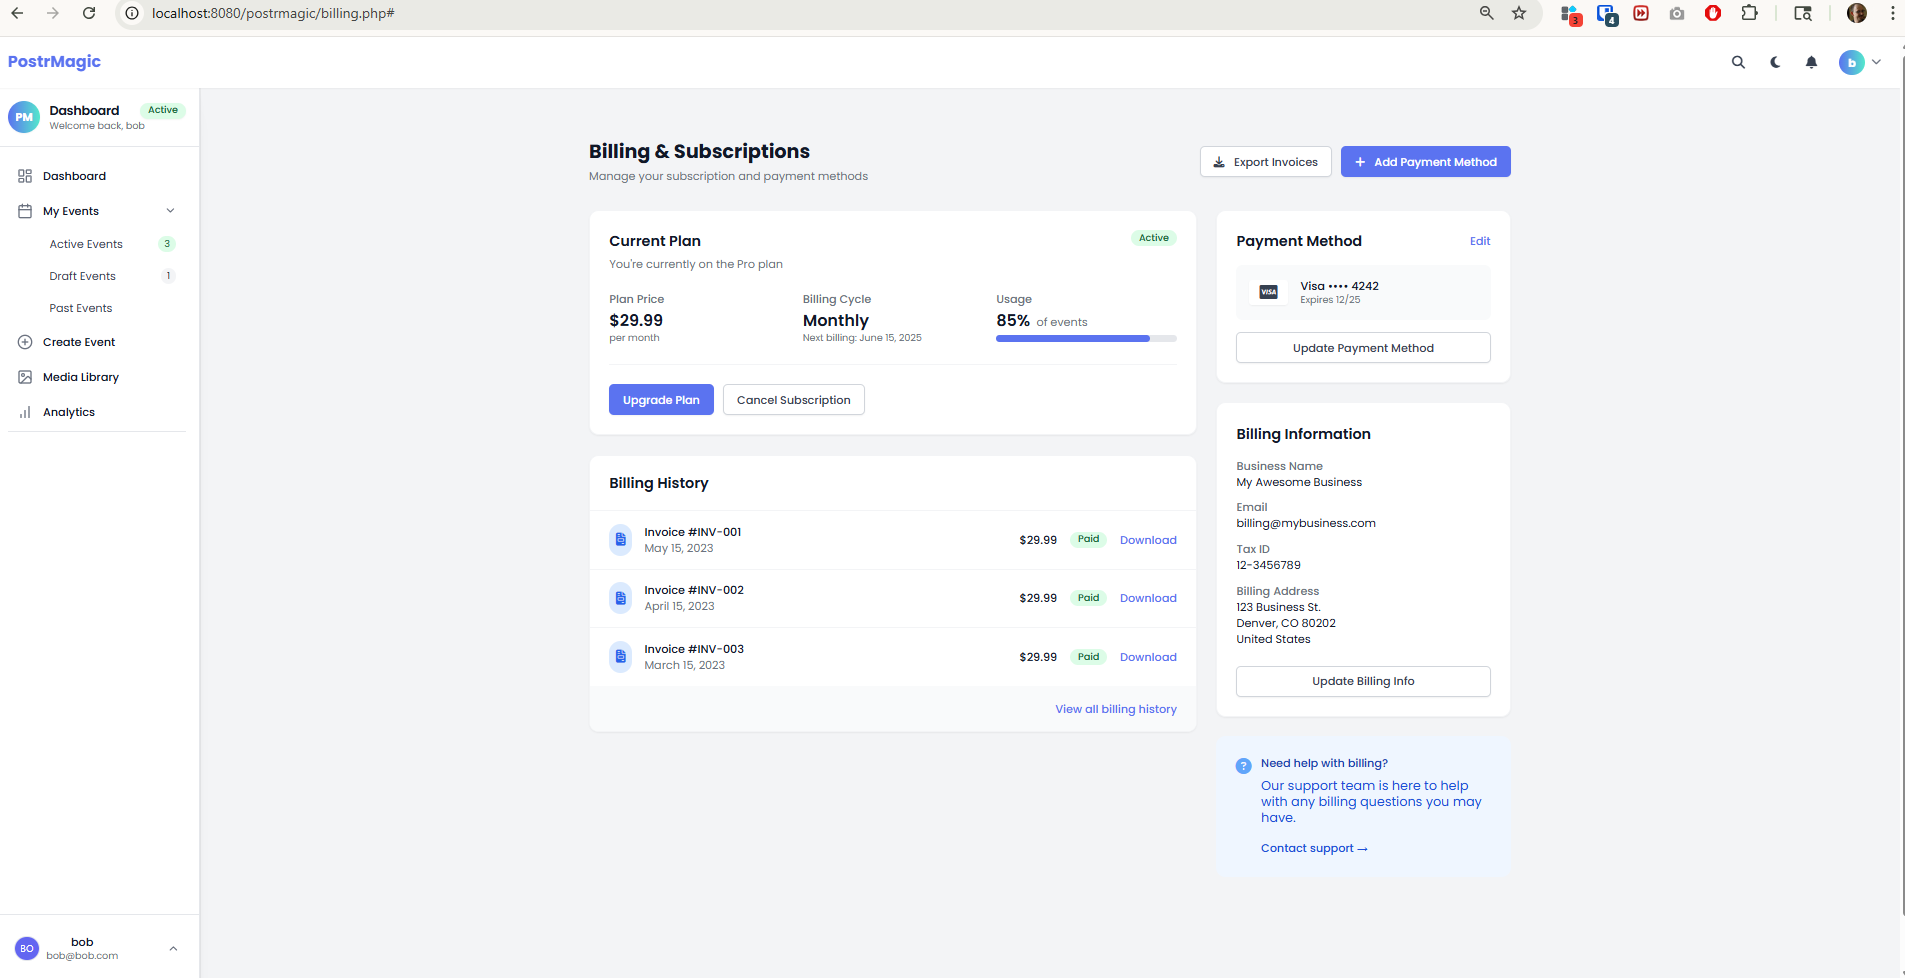 localhost:8080/postrmagic/billing.php#
3
4
PostrMagic
b
PM
Dashboard
Active
Welcome back, bob
Dashboard
My Events
Active Events
3
Draft Events
1
Past Events
Create Event
Media Library
Analytics
BO
bob
bob@bob.com
Billing & Subscriptions
Manage your subscription and payment methods
Export Invoices
+ Add Payment Method
Current Plan
Active
You're currently on the Pro plan
Plan Price
$29.99
per month
Billing Cycle
Monthly
Next billing: June 15, 2025
Usage
85% of events
Upgrade Plan
Cancel Subscription
Billing History
Invoice #INV-001
May 15, 2023
$29.99
Paid
Download
Invoice #INV-002
April 15, 2023
$29.99
Paid
Download
Invoice #INV-003
March 15, 2023
$29.99
Paid
Download
View all billing history
Payment Method
Edit
VISA
Visa •••• 4242
Expires 12/25
Update Payment Method
Billing Information
Business Name
My Awesome Business
Email
billing@mybusiness.com
Tax ID
12-3456789
Billing Address
123 Business St.
Denver, CO 80202
United States
Update Billing Info
?
Need help with billing?
Our support team is here to help
with any billing questions you may
have.
Contact support →